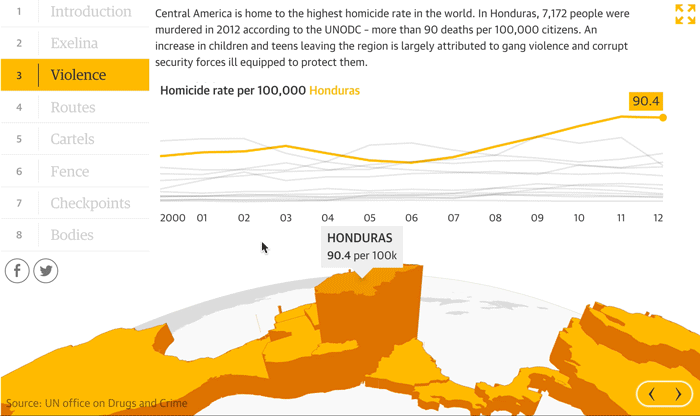 1 Introduction
2 Exelina
3 Violence
4 Routes
5 Cartels
6 Fence
7 Checkpoints
8 Bodies
Central America is home to the highest homicide rate in the world. In Honduras, 7,172 people were
murdered in 2012 according to the UNODC - more than 90 deaths per 100,000 citizens. An
increase in children and teens leaving the region is largely attributed to gang violence and corrupt
security forces ill equipped to protect them.
Homicide rate per 100,000 Honduras
90.4
2000 01 02 03 04 05 06 07 08 09 10 11 12
HONDURAS
90.4 per 100k
Source: UN office on Drugs and Crime